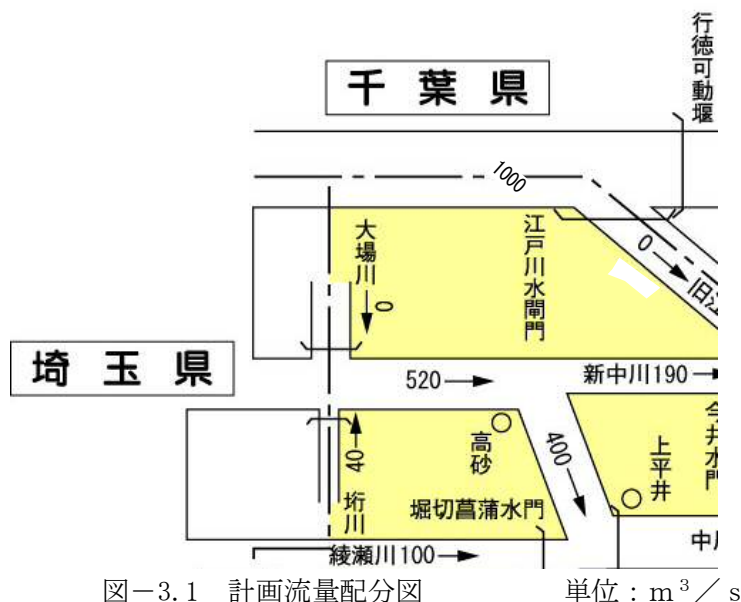 行徳可動堰
千葉県
1000
大場川
0
江戸川水閘門
0
旧江
埼玉県
520
新中川190
40
垳川
高砂
400
上平井
今井水門
堀切菖蒲水門
綾瀬川100
中川
図－3.1 計画流量配分図
単位：m³／s